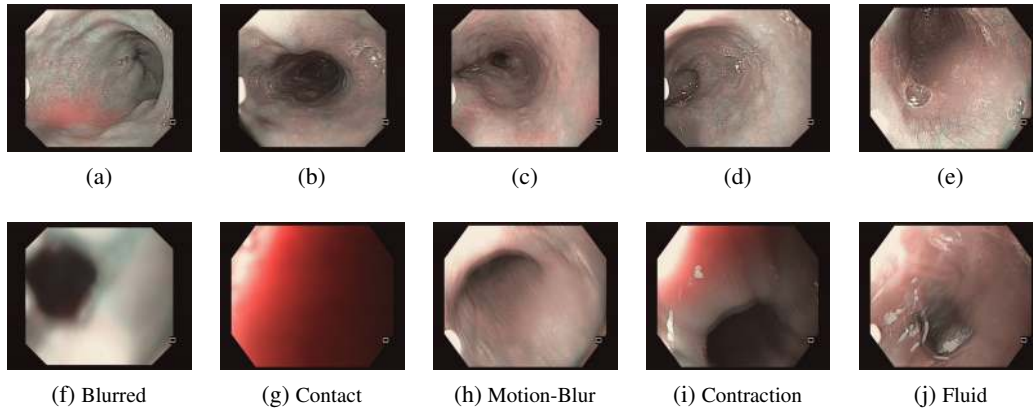 (a) (b) (c) (d) (e)
(f) Blurred (g) Contact (h) Motion-Blur (i) Contraction (j) Fluid